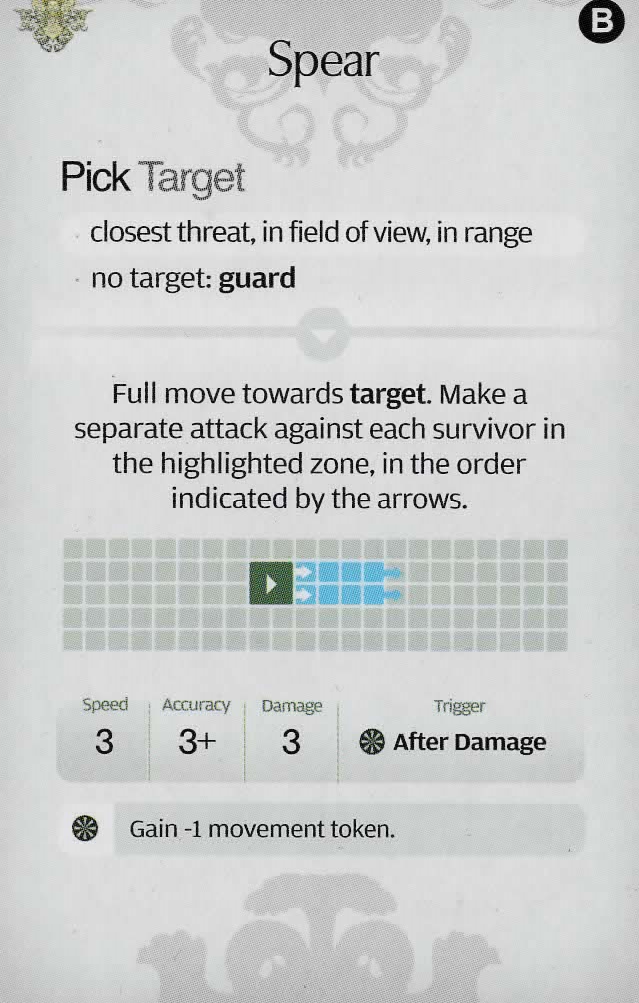 B
Spear
Pick Target
closest threat, in field of view, in range
no target: guard
Full move towards target. Make a
separate attack against each survivor in
the highlighted zone, in the order
indicated by the arrows.
Speed Accuracy Damage Trigger
3 3+ 3 After Damage
Gain -1 movement token.